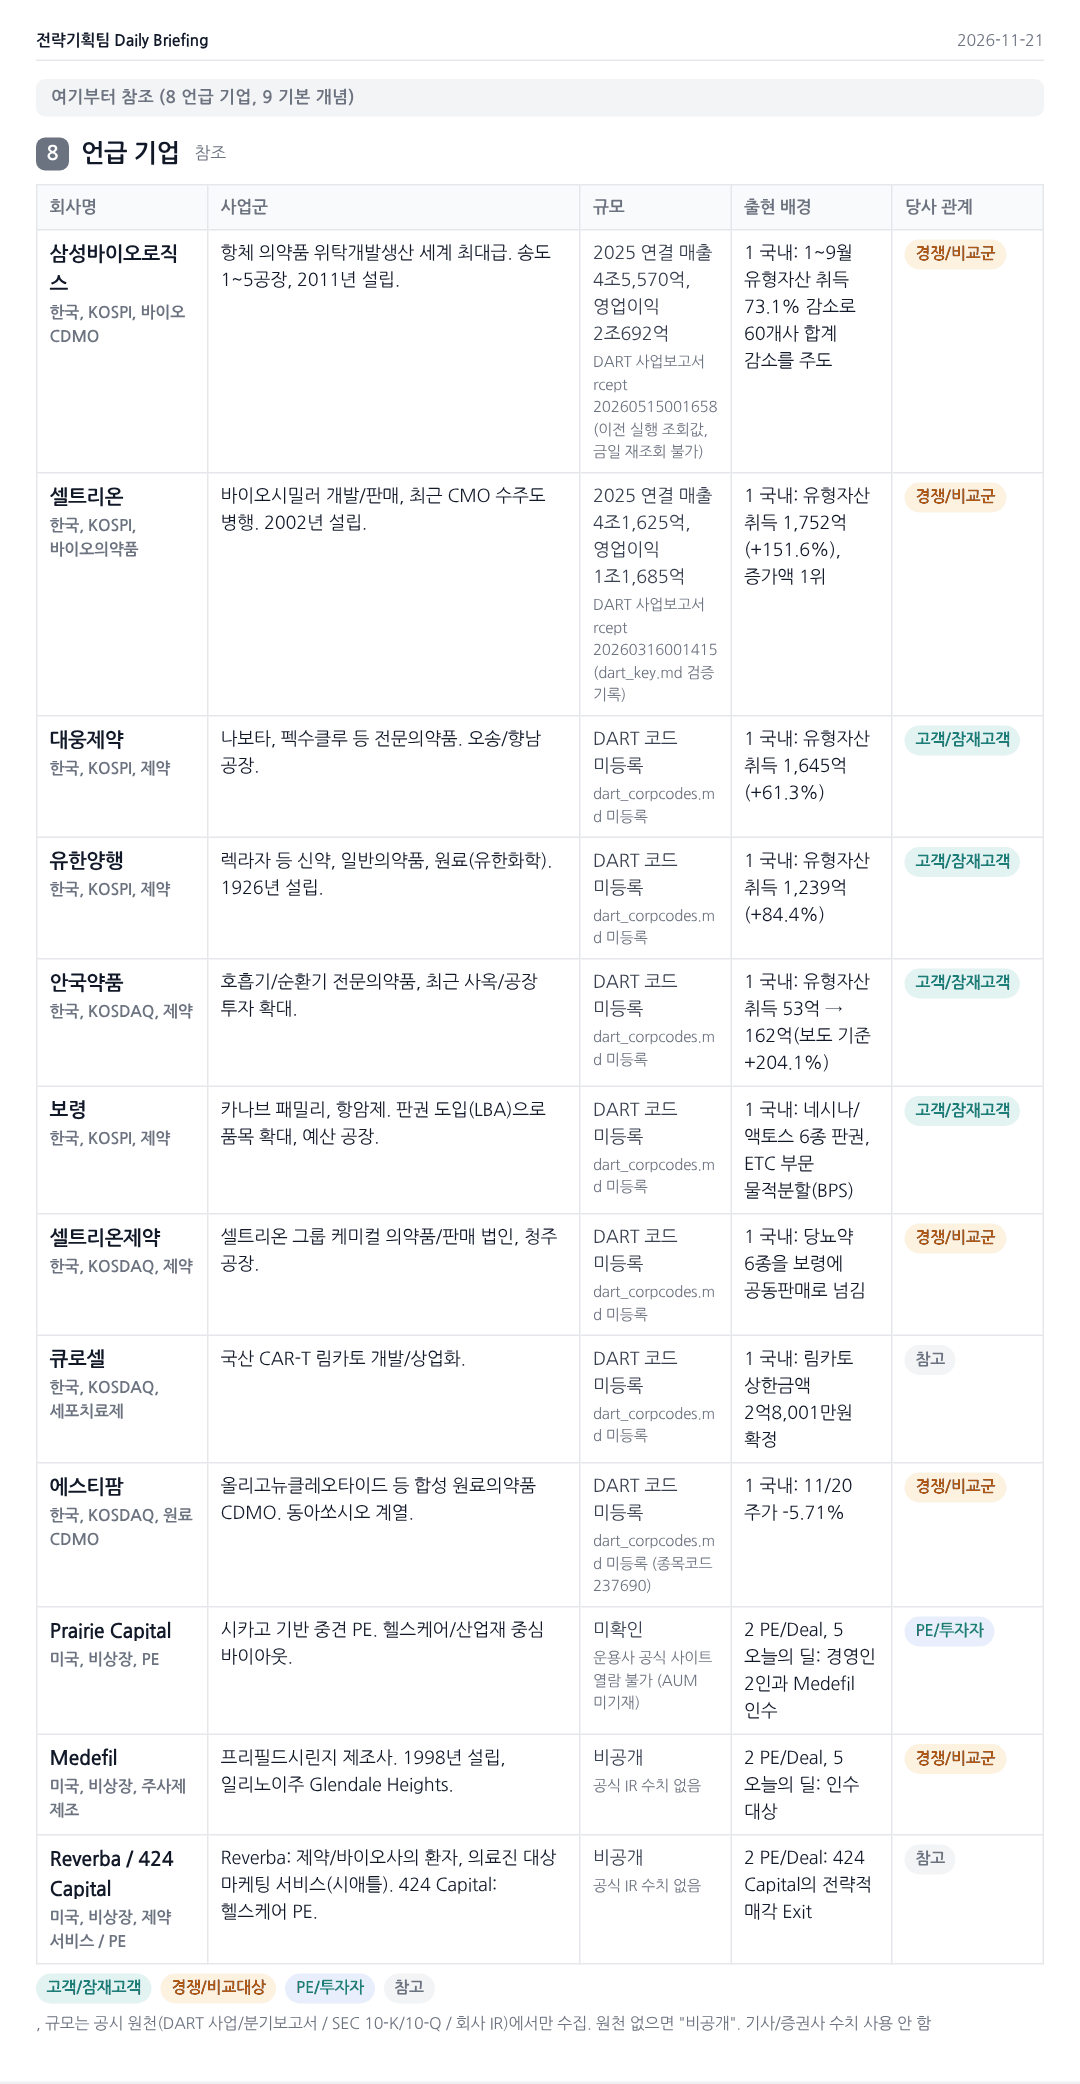 전략기획팀 Daily Briefing
2026-11-21
여기부터 참조 (8 언급 기업, 9 기본 개념)
8 언급 기업 참조
회사명 사업군 규모 출현 배경 당사 관계
삼성바이오로직
스
한국, KOSPI, 바이오
CDMO
항체 의약품 위탁개발생산 세계 최대급. 송도
1~5공장, 2011년 설립.
2025 연결 매출
4조5,570억,
영업이익
2조692억
DART 사업보고서
rcept
20260515001658
(이전 실행 조회값,
금일 재조회 불가)
1 국내: 1~9월
유형자산 취득
73.1% 감소로
60개사 합계
감소를 주도
경쟁/비교군
셀트리온
한국, KOSPI,
바이오의약품
바이오시밀러 개발/판매, 최근 CMO 수주도
병행. 2002년 설립.
2025 연결 매출
4조1,625억,
영업이익
1조1,685억
DART 사업보고서
rcept
20260316001415
(dart_key.md 검증
기록)
1 국내: 유형자산
취득 1,752억
(+151.6%),
증가액 1위
경쟁/비교군
대웅제약
한국, KOSPI, 제약
나보타, 펙수클루 등 전문의약품. 오송/향남
공장.
DART 코드
미등록
dart_corpcodes.m
d 미등록
1 국내: 유형자산
취득 1,645억
(+61.3%)
고객/잠재고객
유한양행
한국, KOSPI, 제약
렉라자 등 신약, 일반의약품, 원료(유한화학).
1926년 설립.
DART 코드
미등록
dart_corpcodes.m
d 미등록
1 국내: 유형자산
취득 1,239억
(+84.4%)
고객/잠재고객
안국약품
한국, KOSDAQ, 제약
호흡기/순환기 전문의약품, 최근 사옥/공장
투자 확대.
DART 코드
미등록
dart_corpcodes.m
d 미등록
1 국내: 유형자산
취득 53억 →
162억(보도 기준
+204.1%)
고객/잠재고객
보령
한국, KOSPI, 제약
카나브 패밀리, 항암제. 판권 도입(LBA)으로
품목 확대, 예산 공장.
DART 코드
미등록
dart_corpcodes.m
d 미등록
1 국내: 네시나/
액토스 6종 판권,
ETC 부문
물적분할(BPS)
고객/잠재고객
셀트리온제약
한국, KOSDAQ, 제약
셀트리온 그룹 케미컬 의약품/판매 법인, 청주
공장.
DART 코드
미등록
dart_corpcodes.m
d 미등록
1 국내: 당뇨약
6종을 보령에
공동판매로 넘김
경쟁/비교군
큐로셀
한국, KOSDAQ,
세포치료제
국산 CAR-T 림카토 개발/상업화.
DART 코드
미등록
dart_corpcodes.m
d 미등록
1 국내: 림카토
상한금액
2억8,001만원
확정
참고
에스티팜
한국, KOSDAQ, 원료
CDMO
올리고뉴클레오타이드 등 합성 원료의약품
CDMO. 동아쏘시오 계열.
DART 코드
미등록
dart_corpcodes.m
d 미등록 (종목코드
237690)
1 국내: 11/20
주가 -5.71%
경쟁/비교군
Prairie Capital
미국, 비상장, PE
시카고 기반 중견 PE. 헬스케어/산업재 중심
바이아웃.
미확인
운용사 공식 사이트
열람 불가 (AUM
미기재)
2 PE/Deal, 5
오늘의 딜: 경영인
2인과 Medefil
인수
PE/투자자
Medefil
미국, 비상장, 주사제
제조
프리필드시린지 제조사. 1998년 설립,
일리노이주 Glendale Heights.
비공개
공식 IR 수치 없음
2 PE/Deal, 5
오늘의 딜: 인수
대상
경쟁/비교군
Reverba / 424
Capital
미국, 비상장, 제약
서비스 / PE
Reverba: 제약/바이오사의 환자, 의료진 대상
마케팅 서비스(시애틀). 424 Capital:
헬스케어 PE.
비공개
공식 IR 수치 없음
2 PE/Deal: 424
Capital의 전략적
매각 Exit
참고
고객/잠재고객 경쟁/비교대상 PE/투자자 참고
, 규모는 공시 원천(DART 사업/분기보고서 / SEC 10-K/10-Q / 회사 IR)에서만 수집. 원천 없으면 "비공개". 기사/증권사 수치 사용 안 함